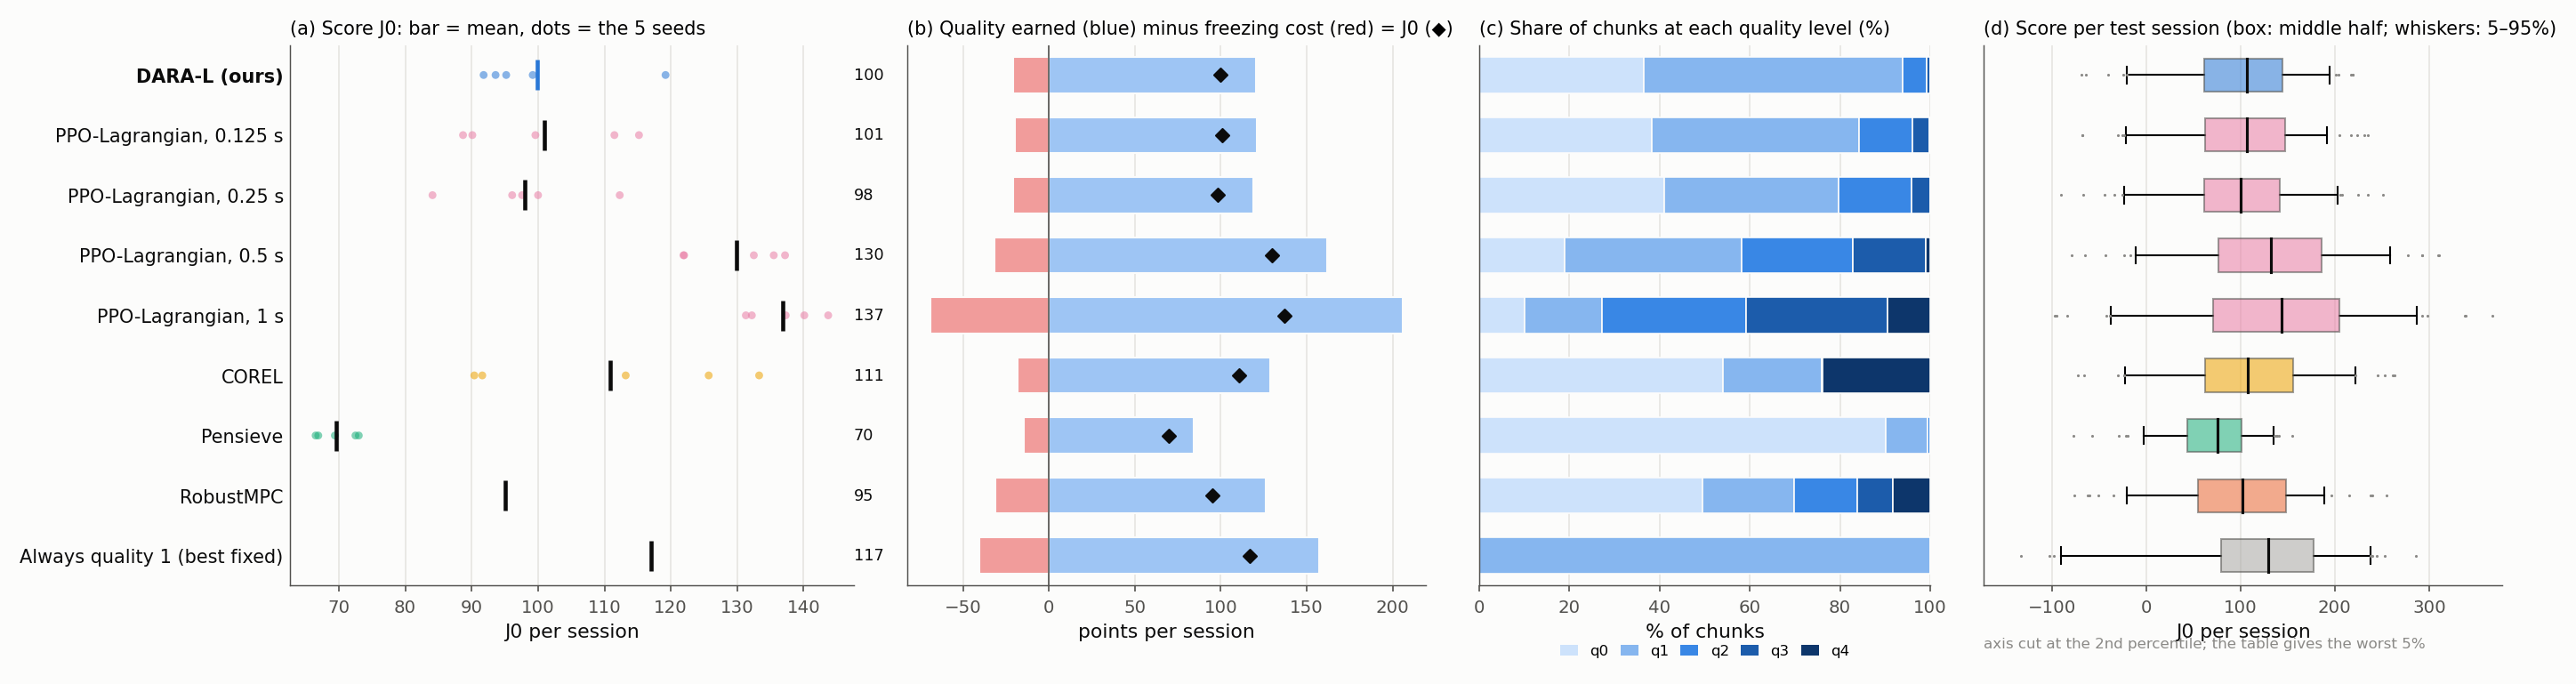 (a) Score J0: bar = mean, dots = the 5 seeds
(b) Quality earned (blue) minus freezing cost (red) = J0 (◆)
(c) Share of chunks at each quality level (%)
(d) Score per test session (box: middle half; whiskers: 5–95%)
DARA-L (ours)
100
PPO-Lagrangian, 0.125 s
101
PPO-Lagrangian, 0.25 s
98
PPO-Lagrangian, 0.5 s
130
PPO-Lagrangian, 1 s
137
COREL
111
Pensieve
70
RobustMPC
95
Always quality 1 (best fixed)
117
70 80 90 100 110 120 130 140
J0 per session
−50 0 50 100 150 200
points per session
0 20 40 60 80 100
% of chunks
q0 q1 q2 q3 q4
−100 0 100 200 300
J0 per session
axis cut at the 2nd percentile; the table gives the worst 5%